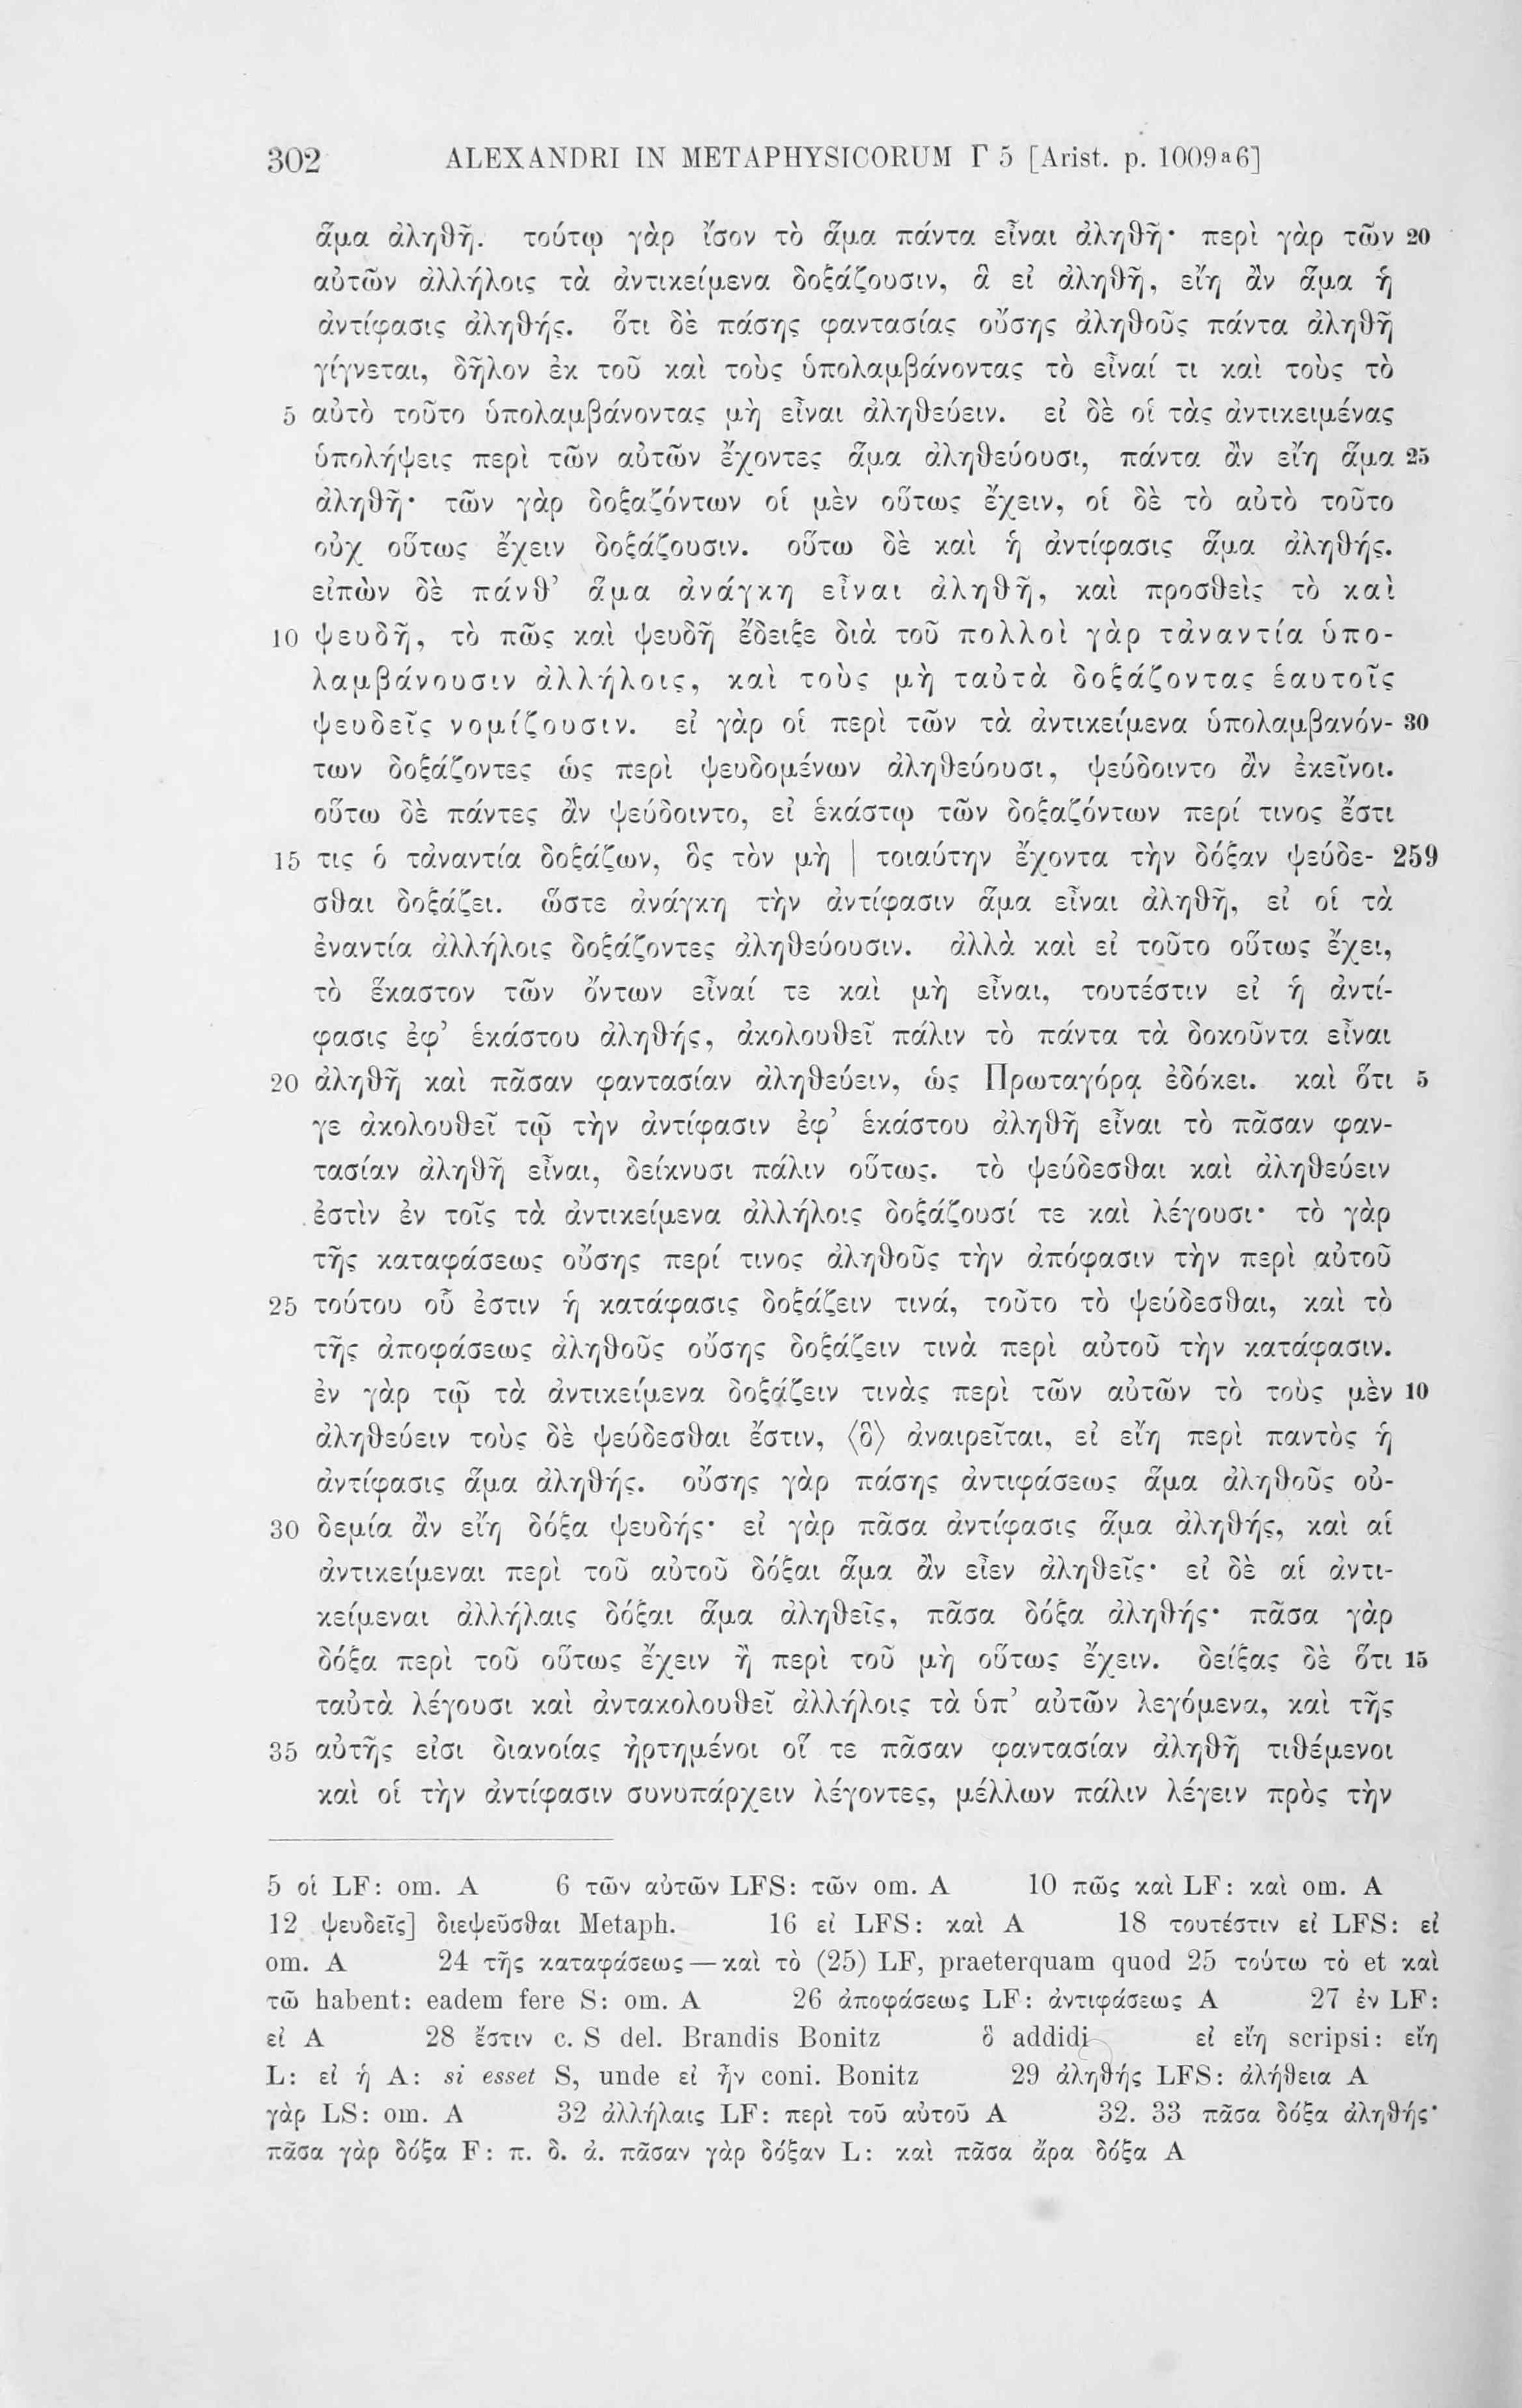 302 ALEXANDRI IN METAPHYSICORUM Γ 5 [Arist. p. 1009ᵃ6]
ἅμα ἀληθῆ. τούτῳ γὰρ ἴσον τὸ ἅμα πάντα εἶναι ἀληθῆ· περὶ γὰρ τῶν 20
αὐτῶν ἀλλήλοις τὰ ἀντικείμενα δοξάζουσιν, ἃ εἰ ἀληθῆ, εἴη ἂν ἅμα ἡ
ἀντίφασις ἀληθής. ὅτι δὲ πάσης φαντασίας οὔσης ἀληθοῦς πάντα ἀληθῆ
γίγνεται, δῆλον ἐκ τοῦ καὶ τοὺς ὑπολαμβάνοντας τὸ εἶναί τι καὶ τοὺς τὸ
5 αὐτὸ τοῦτο ὑπολαμβάνοντας μὴ εἶναι ἀληθεύειν. εἰ δὲ οἱ τὰς ἀντικειμένας
ὑπολήψεις περὶ τῶν αὐτῶν ἔχοντες ἅμα ἀληθεύουσι, πάντα ἂν εἴη ἅμα 25
ἀληθῆ· τῶν γὰρ δοξαζόντων οἱ μὲν οὕτως ἔχειν, οἱ δὲ τὸ αὐτὸ τοῦτο
οὐχ οὕτως ἔχειν δοξάζουσιν. οὕτω δὲ καὶ ἡ ἀντίφασις ἅμα ἀληθής.
εἰπὼν δὲ πάνθ’ ἅμα ἀνάγκη εἶναι ἀληθῆ, καὶ προσθεὶς τὸ καὶ
10 ψευδῆ, τὸ πῶς καὶ ψευδῆ ἔδειξε διὰ τοῦ πολλοὶ γὰρ τἀναντία ὑπο-
λαμβάνουσιν ἀλλήλοις, καὶ τοὺς μὴ ταὐτὰ δοξάζοντας ἑαυτοῖς
ψευδεῖς νομίζουσιν. εἰ γὰρ οἱ περὶ τῶν τὰ ἀντικείμενα ὑπολαμβανόν- 30
των δοξάζοντες ὡς περὶ ψευδομένων ἀληθεύουσι, ψεύδοιντο ἂν ἐκεῖνοι.
οὕτω δὲ πάντες ἂν ψεύδοιντο, εἰ ἑκάστῳ τῶν δοξαζόντων περί τινος ἔστι
15 τις ὁ τἀναντία δοξάζων, ὃς τὸν μὴ | τοιαύτην ἔχοντα τὴν δόξαν ψεύδε- 259
σθαι δοξάζει. ὥστε ἀνάγκη τὴν ἀντίφασιν ἅμα εἶναι ἀληθῆ, εἰ οἱ τὰ
ἐναντία ἀλλήλοις δοξάζοντες ἀληθεύουσιν. ἀλλὰ καὶ εἰ τοῦτο οὕτως ἔχει,
τὸ ἕκαστον τῶν ὄντων εἶναί τε καὶ μὴ εἶναι, τουτέστιν εἰ ἡ ἀντί-
φασις ἐφ’ ἑκάστου ἀληθής, ἀκολουθεῖ πάλιν τὸ πάντα τὰ δοκοῦντα εἶναι
20 ἀληθῆ καὶ πᾶσαν φαντασίαν ἀληθεύειν, ὡς Πρωταγόρᾳ ἐδόκει. καὶ ὅτι 5
γε ἀκολουθεῖ τῷ τὴν ἀντίφασιν ἐφ’ ἑκάστου ἀληθῆ εἶναι τὸ πᾶσαν φαν-
τασίαν ἀληθῆ εἶναι, δείκνυσι πάλιν οὕτως. τὸ ψεύδεσθαι καὶ ἀληθεύειν
ἐστὶν ἐν τοῖς τὰ ἀντικείμενα ἀλλήλοις δοξάζουσί τε καὶ λέγουσι· τὸ γὰρ
τῆς καταφάσεως οὔσης περί τινος ἀληθοῦς τὴν ἀπόφασιν τὴν περὶ αὐτοῦ
25 τούτου οὗ ἐστιν ἡ κατάφασις δοξάζειν τινά, τοῦτο τὸ ψεύδεσθαι, καὶ τὸ
τῆς ἀποφάσεως ἀληθοῦς οὔσης δοξάζειν τινὰ περὶ αὐτοῦ τὴν κατάφασιν.
ἐν γὰρ τῷ τὰ ἀντικείμενα δοξάζειν τινὰς περὶ τῶν αὐτῶν τὸ τοὺς μὲν 10
ἀληθεύειν τοὺς δὲ ψεύδεσθαι ἔστιν, ⟨ὃ⟩ ἀναιρεῖται, εἰ εἴη περὶ παντὸς ἡ
ἀντίφασις ἅμα ἀληθής. οὔσης γὰρ πάσης ἀντιφάσεως ἅμα ἀληθοῦς οὐ-
30 δεμία ἂν εἴη δόξα ψευδής· εἰ γὰρ πᾶσα ἀντίφασις ἅμα ἀληθής, καὶ αἱ
ἀντικείμεναι περὶ τοῦ αὐτοῦ δόξαι ἅμα ἂν εἶεν ἀληθεῖς· εἰ δὲ αἱ ἀντι-
κείμεναι ἀλλήλαις δόξαι ἅμα ἀληθεῖς, πᾶσα δόξα ἀληθής· πᾶσα γὰρ
δόξα περὶ τοῦ οὕτως ἔχειν ἢ περὶ τοῦ μὴ οὕτως ἔχειν. δείξας δὲ ὅτι 15
ταὐτὰ λέγουσι καὶ ἀντακολουθεῖ ἀλλήλοις τὰ ὑπ’ αὐτῶν λεγόμενα, καὶ τῆς
35 αὐτῆς εἰσι διανοίας ἠρτημένοι οἵ τε πᾶσαν φαντασίαν ἀληθῆ τιθέμενοι
καὶ οἱ τὴν ἀντίφασιν συνυπάρχειν λέγοντες, μέλλων πάλιν λέγειν πρὸς τὴν
5 οἱ LF: om. A 6 τῶν αὐτῶν LFS: τῶν om. A 10 πῶς καὶ LF: καὶ om. A
12 ψευδεῖς] διεψεῦσθαι Metaph. 16 εἰ LFS: καὶ A 18 τουτέστιν εἰ LFS: εἰ
om. A 24 τῆς καταφάσεως — καὶ τὸ (25) LF, praeterquam quod 25 τούτω τὸ et καὶ
τῶ habent: eadem fere S: om. A 26 ἀποφάσεως LF: ἀντιφάσεως A 27 ἐν LF:
εἰ A 28 ἔστιν c. S del. Brandis Bonitz ὃ addidi εἰ εἴη scripsi: εἴη
L: εἰ ἡ A: si esset S, unde εἰ ἦν coni. Bonitz 29 ἀληθής LFS: ἀλήθεια A
γὰρ LS: om. A 32 ἀλλήλαις LF: περὶ τοῦ αὐτοῦ A 32. 33 πᾶσα δόξα ἀληθής·
πᾶσα γὰρ δόξα F: π. δ. ἀ. πᾶσαν γὰρ δόξαν L: καὶ πᾶσα ἄρα δόξα A